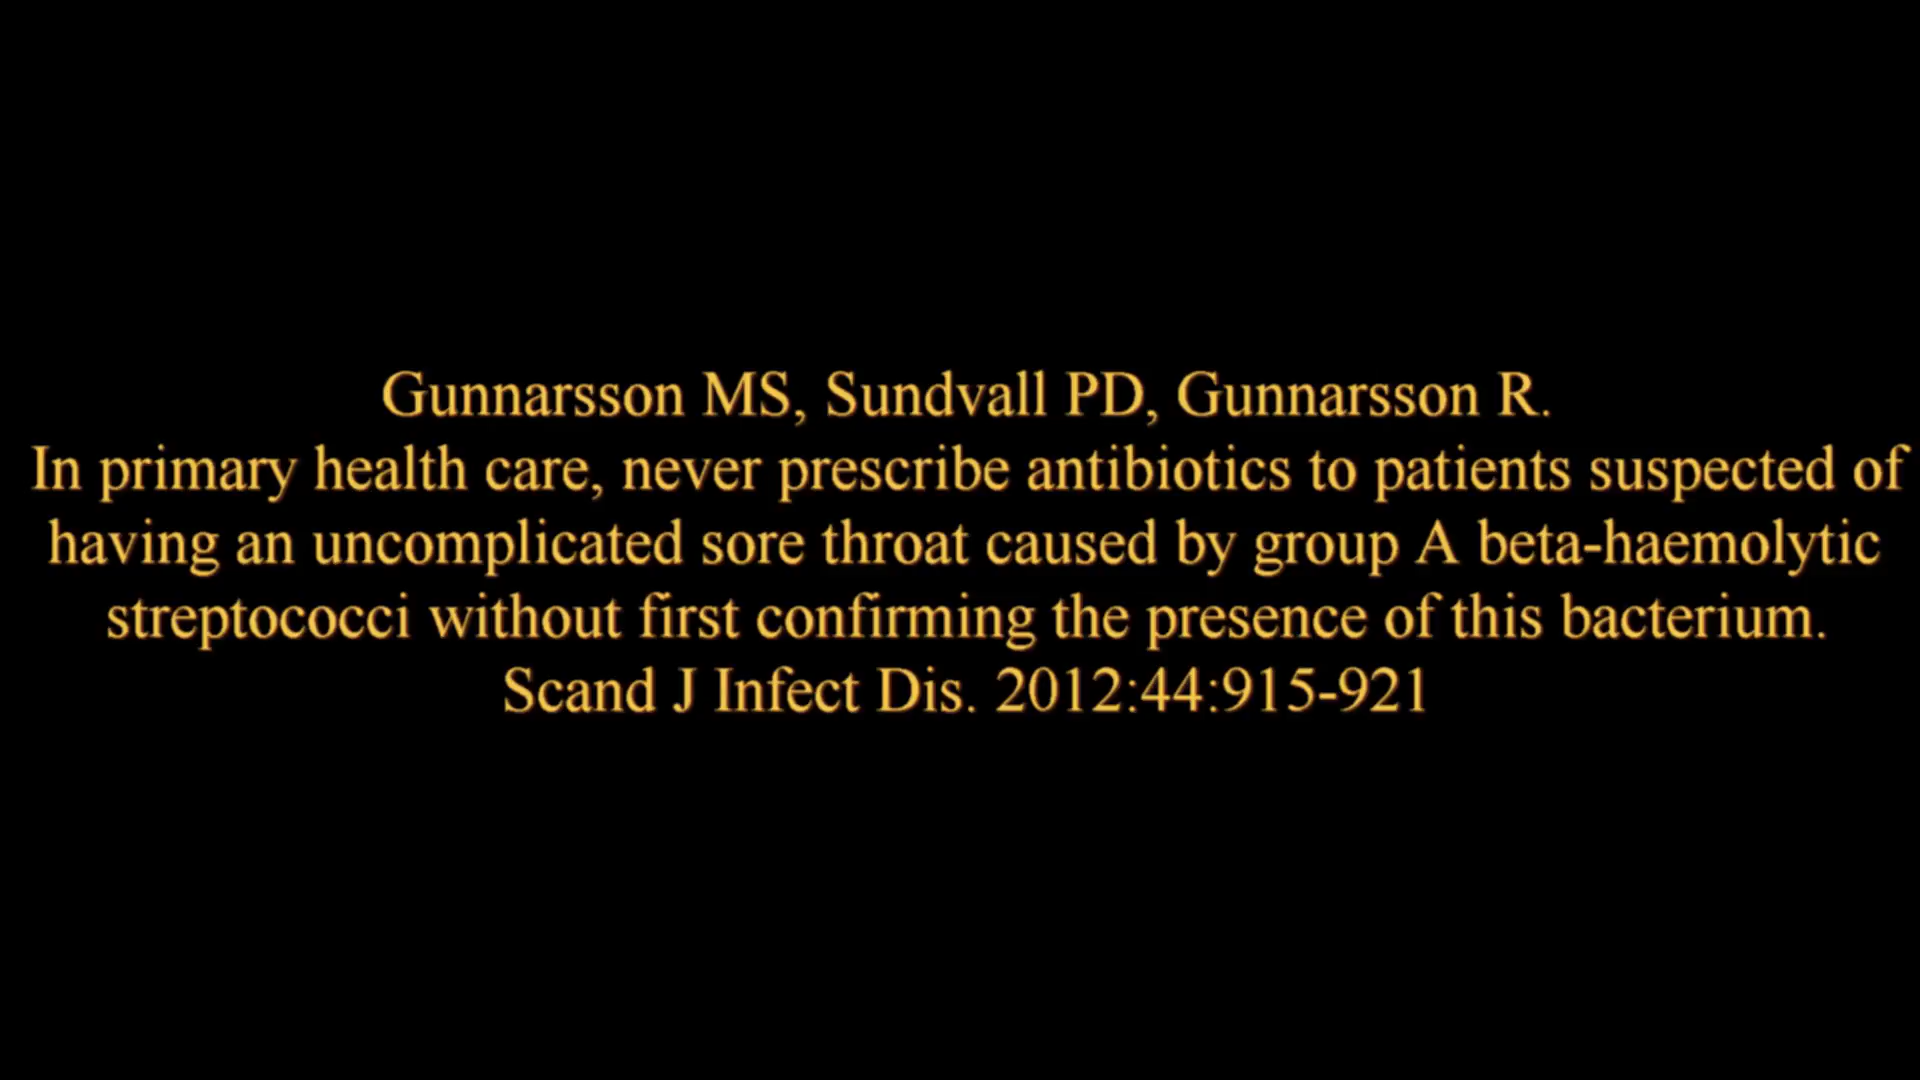 Gunnarsson MS, Sundvall PD, Gunnarsson R.
In primary health care, never prescribe antibiotics to patients suspected of
having an uncomplicated sore throat caused by group A beta-haemolytic
streptococci without first confirming the presence of this bacterium.
Scand J Infect Dis. 2012:44:915-921